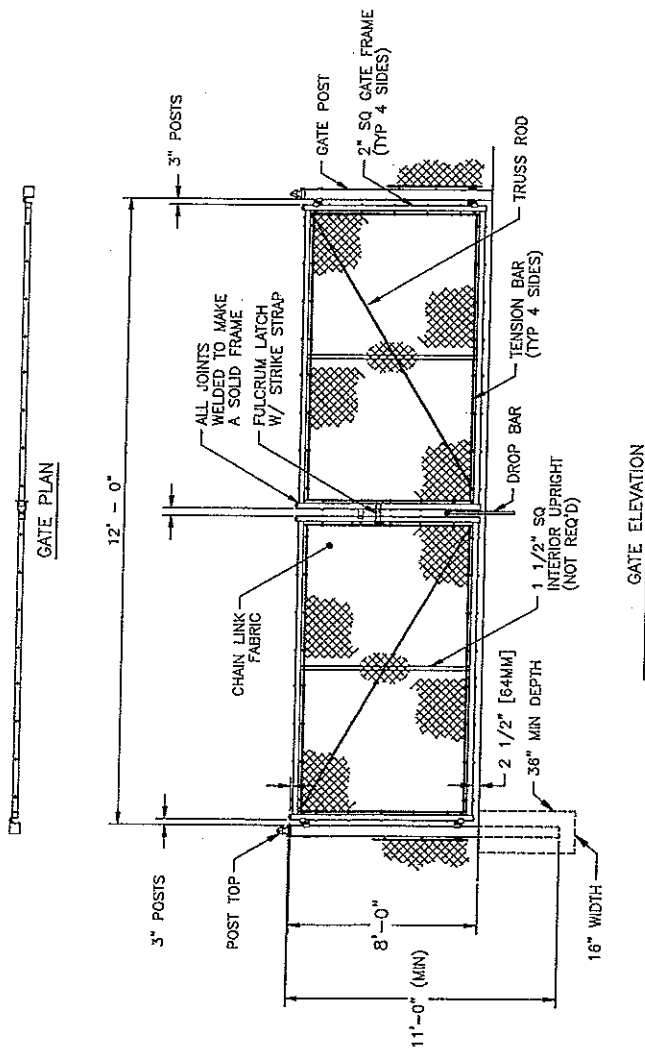 GATE PLAN
12' - 0"
3" POSTS
3" POSTS
POST TOP
ALL JOINTS
WELDED TO MAKE
A SOLID FRAME
FULCRUM LATCH
W/ STRIKE STRAP
GATE POST
2" SQ GATE FRAME
(TYP 4 SIDES)
CHAIN LINK
FABRIC
TRUSS ROD
TENSION BAR
(TYP 4 SIDES)
DROP BAR
1 1/2" SQ
INTERIOR UPRIGHT
(NOT REQ'D)
2 1/2" [64MM]
36" MIN DEPTH
16" WIDTH
8'-0"
11'-0" (MIN)
GATE ELEVATION